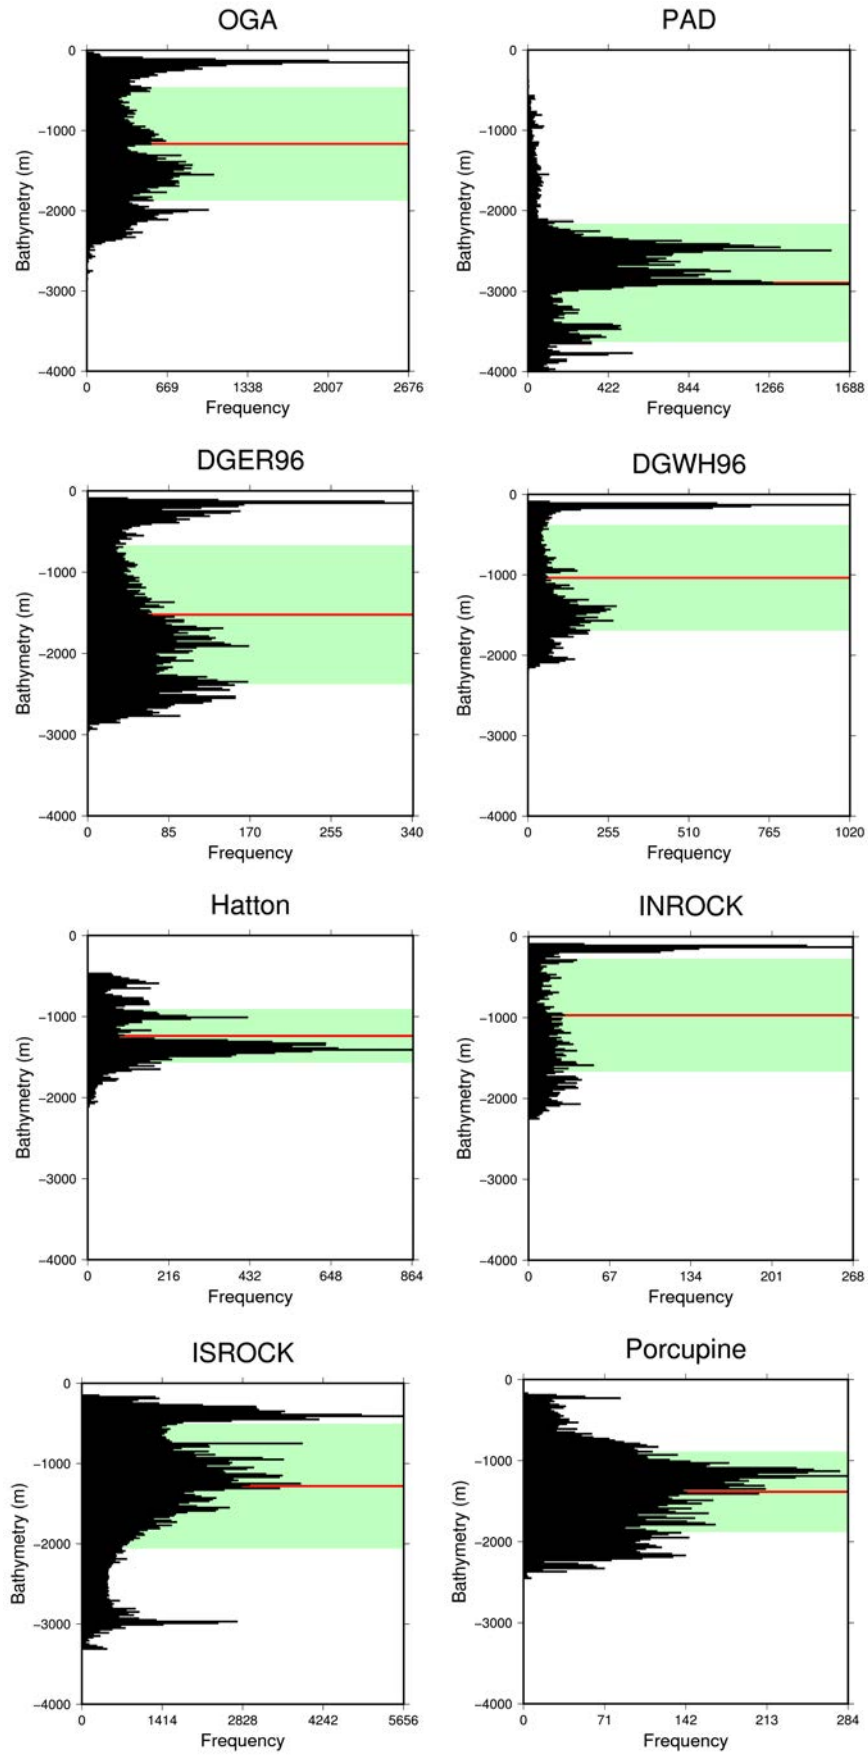 OGA
0
−1000
−2000
−3000
−4000
Bathymetry (m)
0 669 1338 2007 2676
Frequency
PAD
0
−1000
−2000
−3000
−4000
Bathymetry (m)
0 422 844 1266 1688
Frequency
DGER96
0
−1000
−2000
−3000
−4000
Bathymetry (m)
0 85 170 255 340
Frequency
DGWH96
0
−1000
−2000
−3000
−4000
Bathymetry (m)
0 255 510 765 1020
Frequency
Hatton
0
−1000
−2000
−3000
−4000
Bathymetry (m)
0 216 432 648 864
Frequency
INROCK
0
−1000
−2000
−3000
−4000
Bathymetry (m)
0 67 134 201 268
Frequency
ISROCK
0
−1000
−2000
−3000
−4000
Bathymetry (m)
0 1414 2828 4242 5656
Frequency
Porcupine
0
−1000
−2000
−3000
−4000
Bathymetry (m)
0 71 142 213 284
Frequency